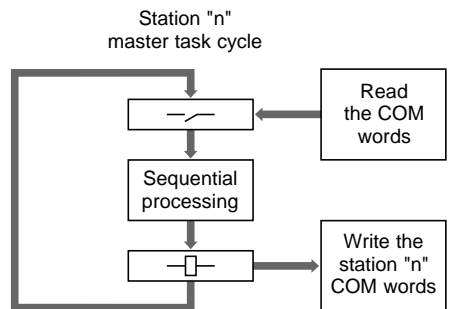 Station "n"
master task cycle
Read
the COM
words
Sequential
processing
Write the
station "n"
COM words